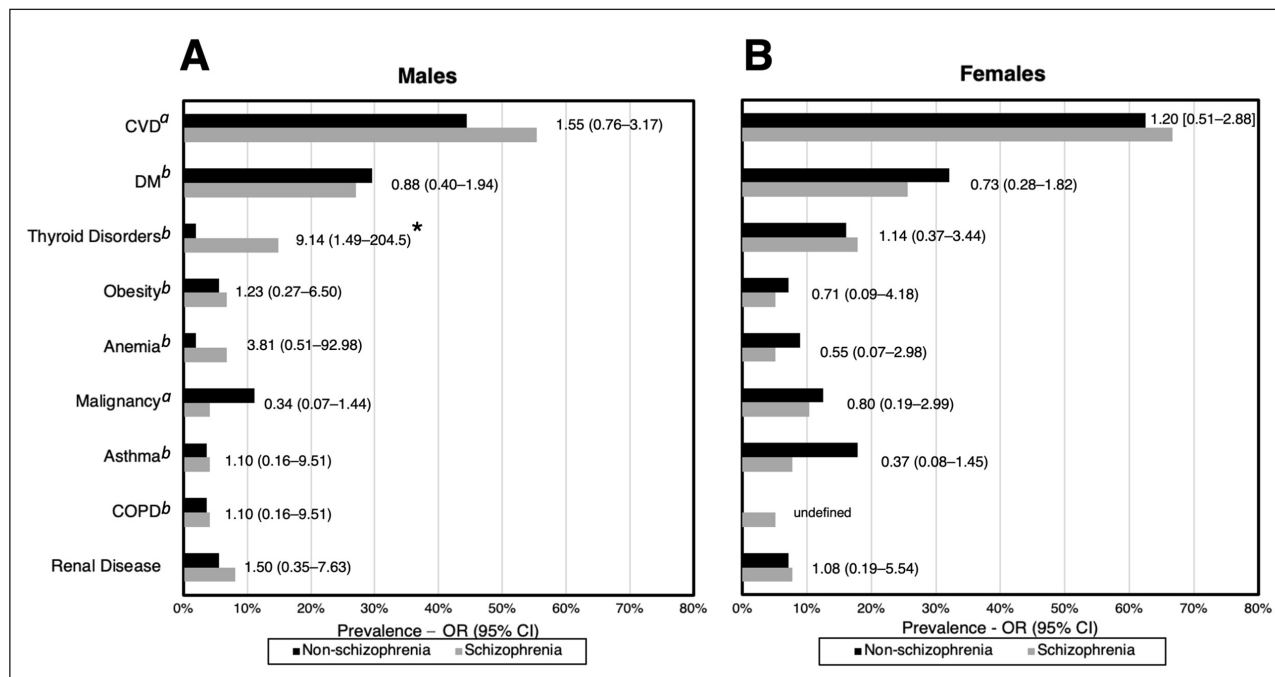 A
Males
CVDa
1.55 (0.76–3.17)
DMb
0.88 (0.40–1.94)
Thyroid Disordersb
9.14 (1.49–204.5)*
Obesityb
1.23 (0.27–6.50)
Anemiab
3.81 (0.51–92.98)
Malignancya
0.34 (0.07–1.44)
Asthmab
1.10 (0.16–9.51)
COPDb
1.10 (0.16–9.51)
Renal Disease
1.50 (0.35–7.63)
0% 10% 20% 30% 40% 50% 60% 70% 80%
Prevalence – OR (95% CI)
Non-schizophrenia Schizophrenia
B
Females
1.20 [0.51–2.88]
0.73 (0.28–1.82)
1.14 (0.37–3.44)
0.71 (0.09–4.18)
0.55 (0.07–2.98)
0.80 (0.19–2.99)
0.37 (0.08–1.45)
undefined
1.08 (0.19–5.54)
0% 10% 20% 30% 40% 50% 60% 70% 80%
Prevalence - OR (95% CI)
Non-schizophrenia Schizophrenia